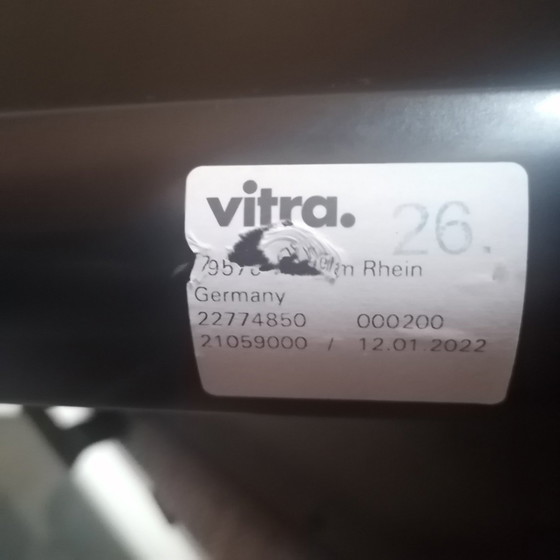 vitra.
26.
m Rhein
Germany
22774850 000200
21059000 / 12.01.2022